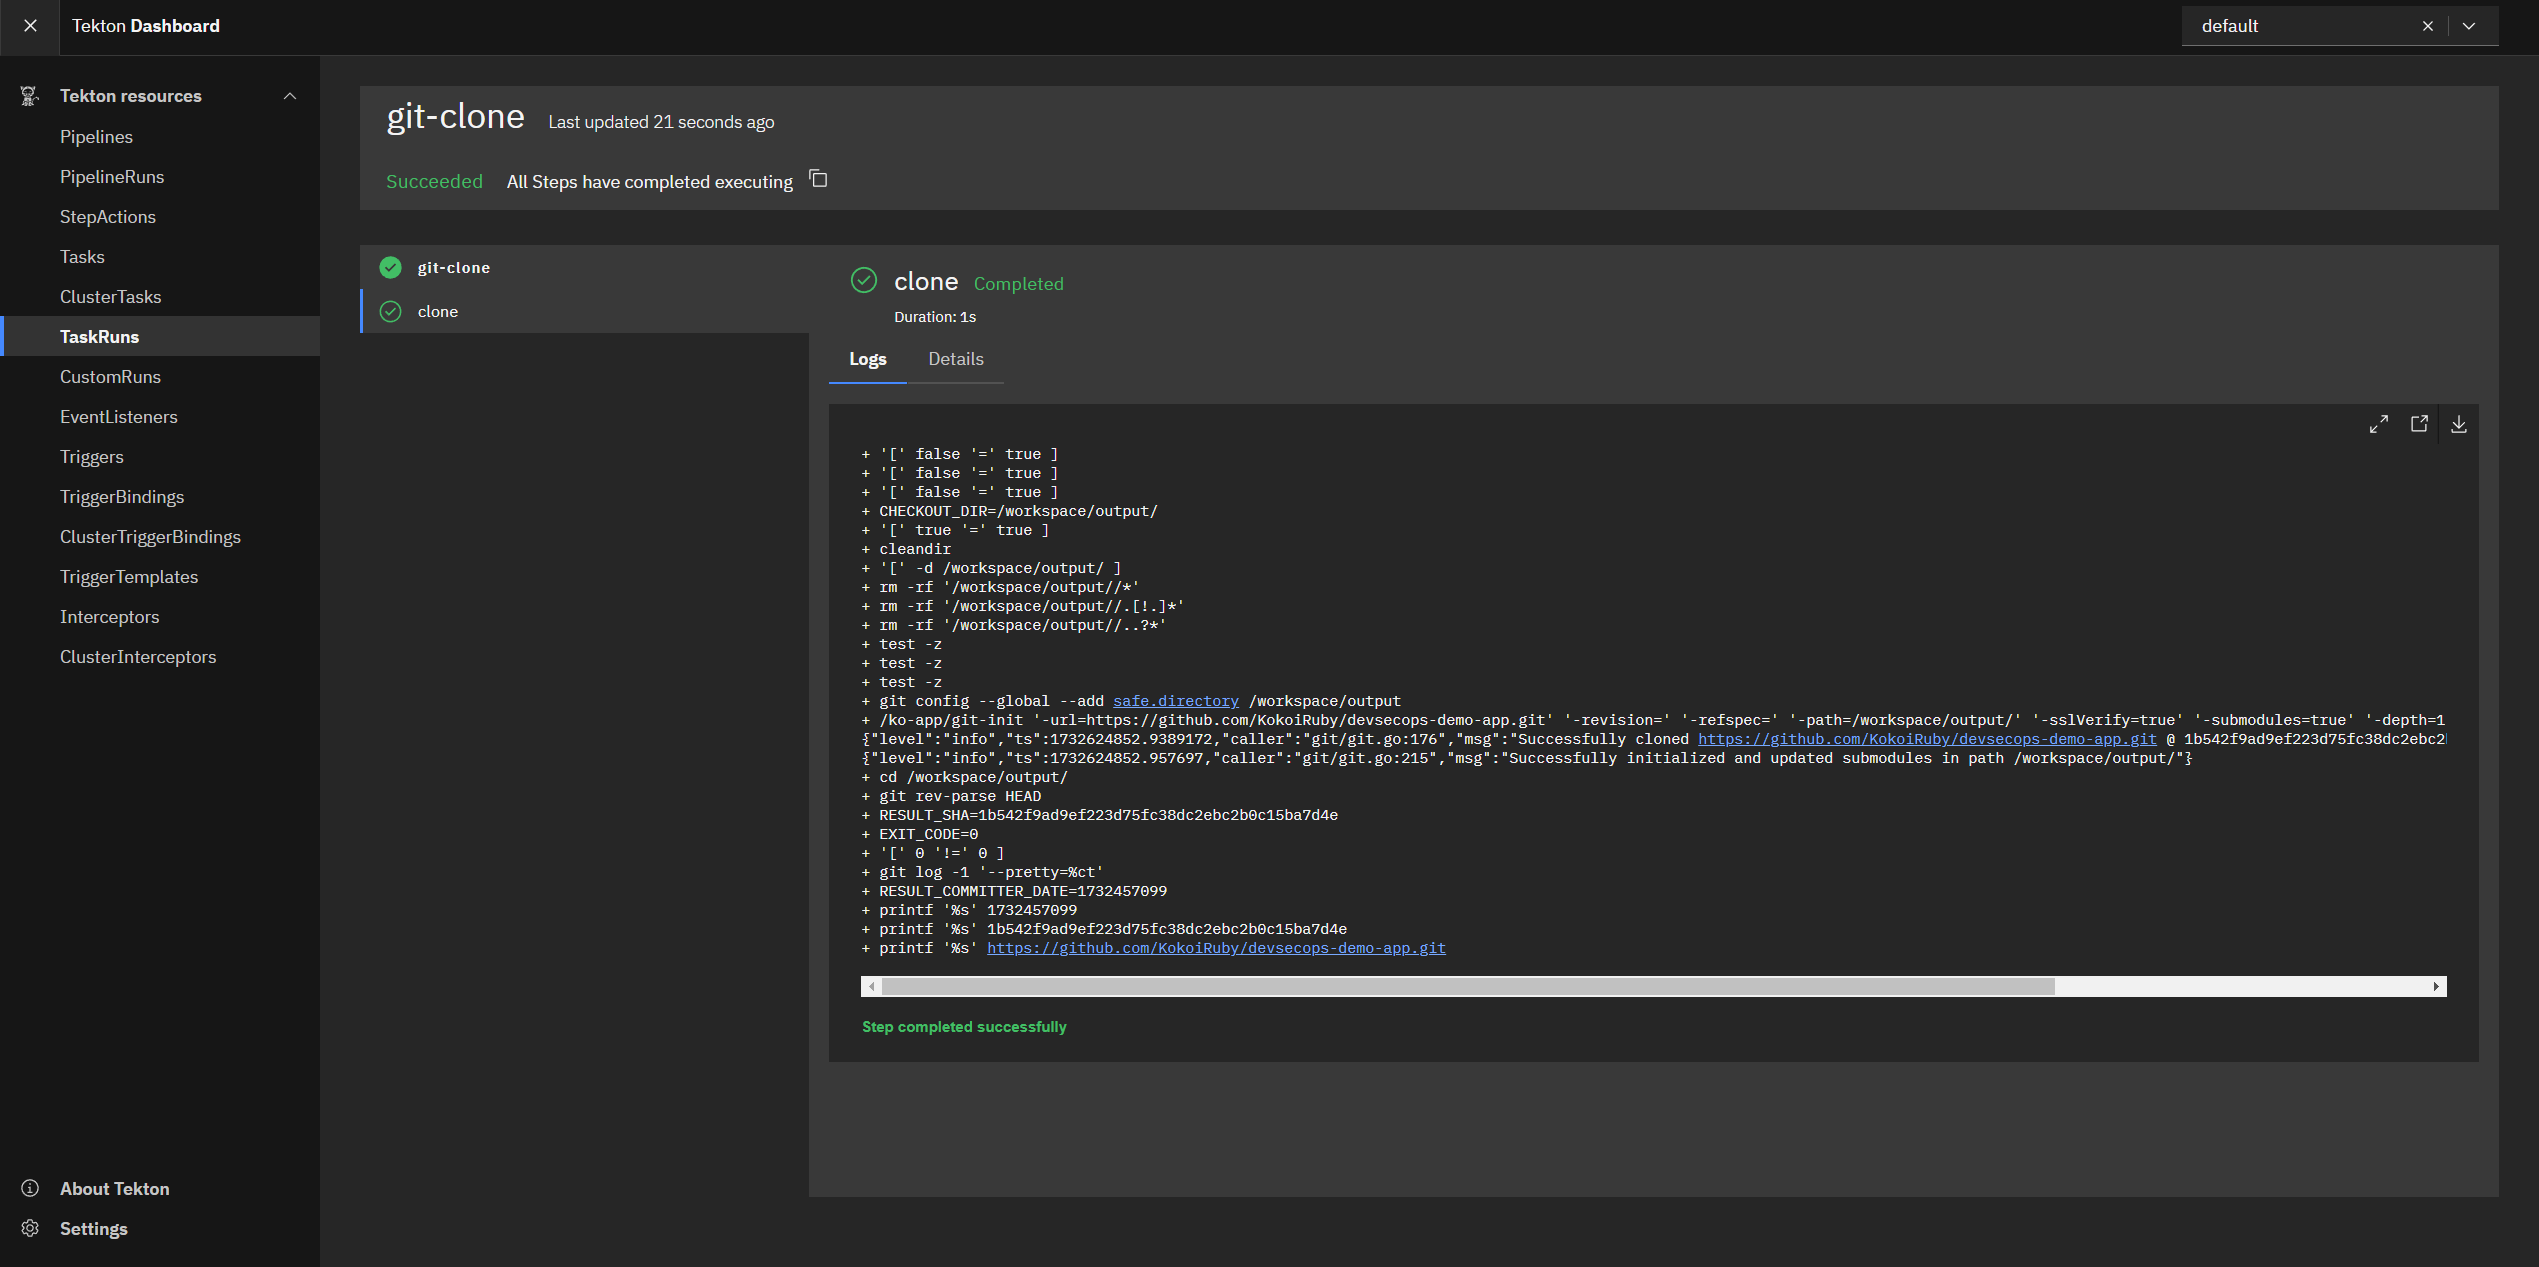 Tekton Dashboard
default
Tekton resources
Pipelines
PipelineRuns
StepActions
Tasks
ClusterTasks
TaskRuns
CustomRuns
EventListeners
Triggers
TriggerBindings
ClusterTriggerBindings
TriggerTemplates
Interceptors
ClusterInterceptors
About Tekton
Settings
git-clone Last updated 21 seconds ago
Succeeded All Steps have completed executing
git-clone
clone
clone Completed
Duration: 1s
Logs Details
+ '[' false '=' true ]
+ '[' false '=' true ]
+ '[' false '=' true ]
+ CHECKOUT_DIR=/workspace/output/
+ '[' true '=' true ]
+ cleandir
+ '[' -d /workspace/output/ ]
+ rm -rf '/workspace/output//*'
+ rm -rf '/workspace/output//.[!.]*'
+ rm -rf '/workspace/output//..?*'
+ test -z
+ test -z
+ test -z
+ git config --global --add safe.directory /workspace/output
+ /ko-app/git-init '-url=https://github.com/KokoiRuby/devsecops-demo-app.git' '-revision=' '-refspec=' '-path=/workspace/output/' '-sslVerify=true' '-submodules=true' '-depth=1
{"level":"info","ts":1732624852.9389172,"caller":"git/git.go:176","msg":"Successfully cloned https://github.com/KokoiRuby/devsecops-demo-app.git @ 1b542f9ad9ef223d75fc38dc2ebc2
{"level":"info","ts":1732624852.957697,"caller":"git/git.go:215","msg":"Successfully initialized and updated submodules in path /workspace/output/"}
+ cd /workspace/output/
+ git rev-parse HEAD
+ RESULT_SHA=1b542f9ad9ef223d75fc38dc2ebc2b0c15ba7d4e
+ EXIT_CODE=0
+ '[' 0 '!=' 0 ]
+ git log -1 '--pretty=%ct'
+ RESULT_COMMITTER_DATE=1732457099
+ printf '%s' 1732457099
+ printf '%s' 1b542f9ad9ef223d75fc38dc2ebc2b0c15ba7d4e
+ printf '%s' https://github.com/KokoiRuby/devsecops-demo-app.git
Step completed successfully